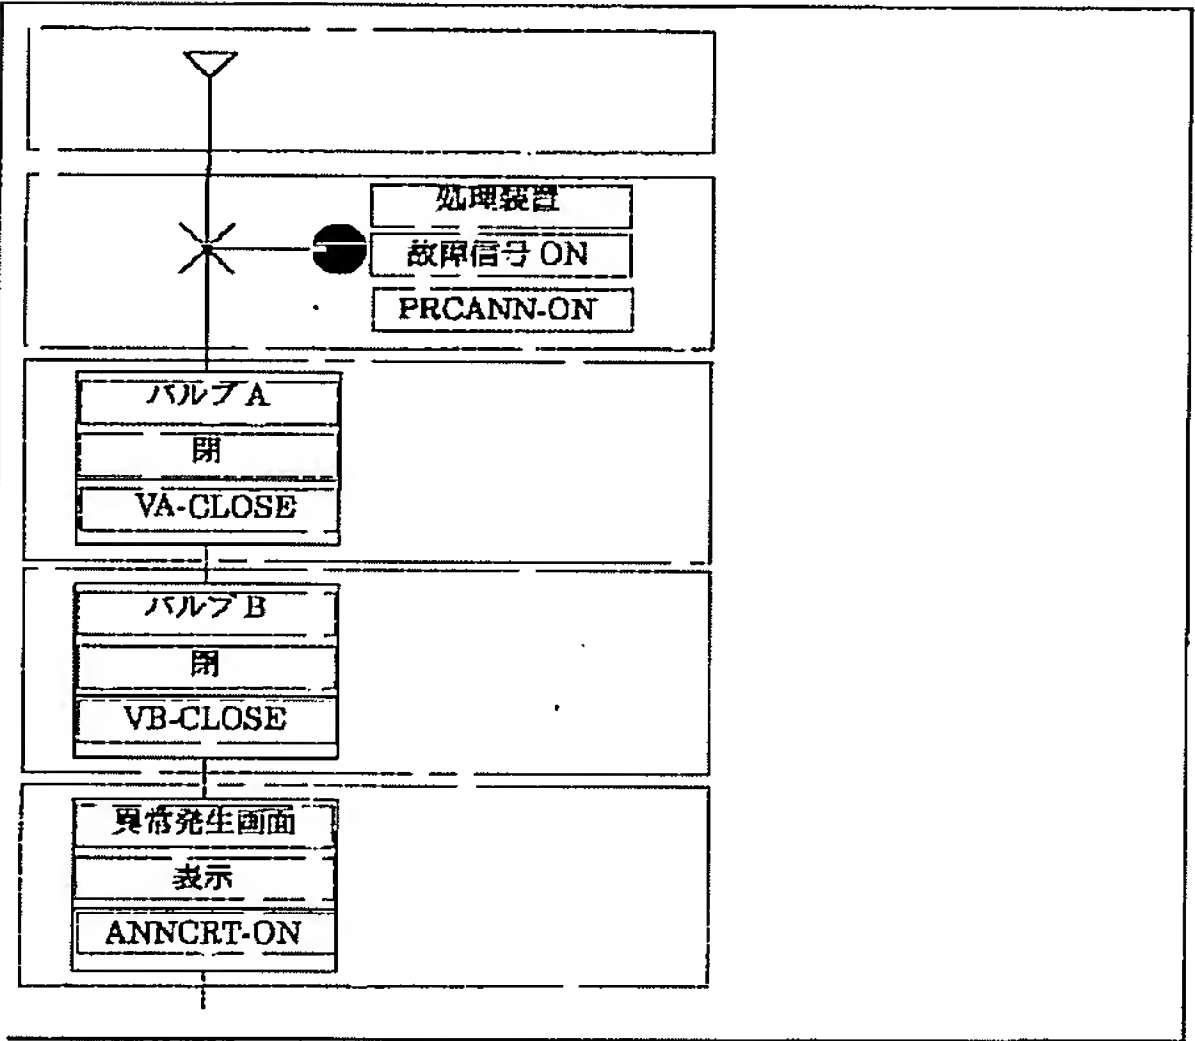 処理装置
故障信号 ON
PRCANN-ON
バルブ A
閉
VA-CLOSE
バルブ B
閉
VB-CLOSE
異常発生画面
表示
ANNCRT-ON